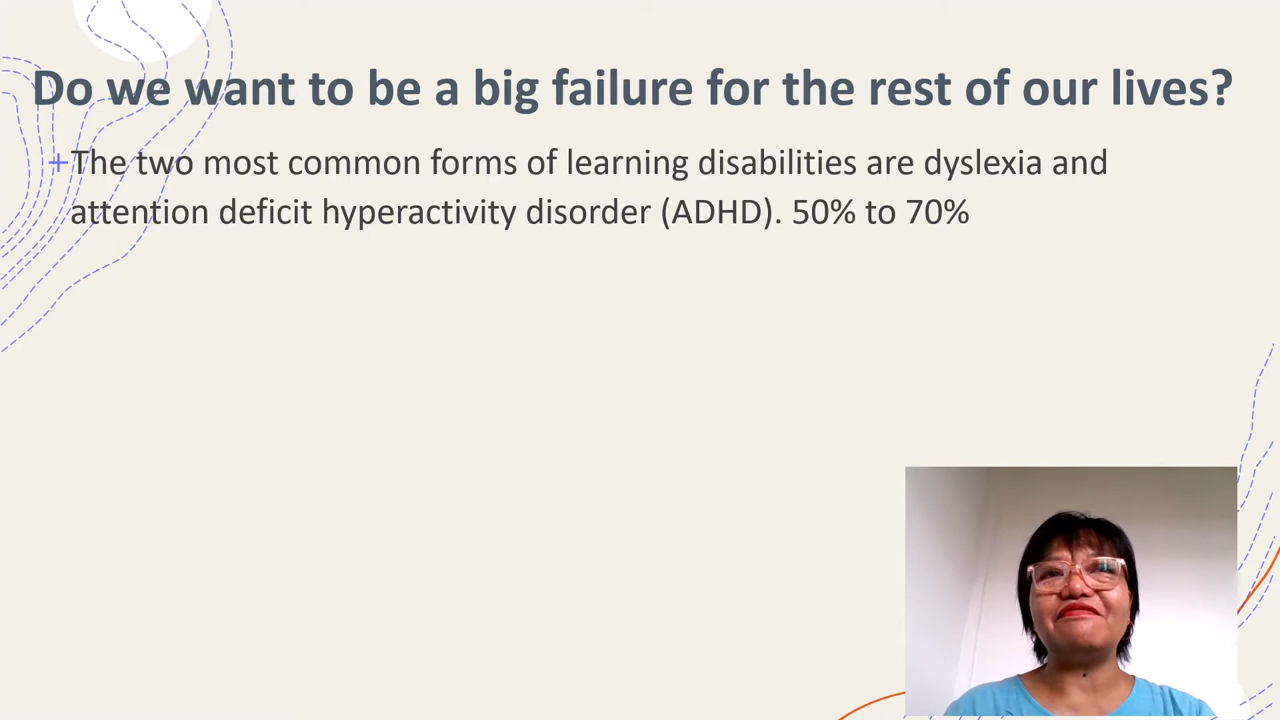 Do we want to be a big failure for the rest of our lives?
+The two most common forms of learning disabilities are dyslexia and
attention deficit hyperactivity disorder (ADHD). 50% to 70%